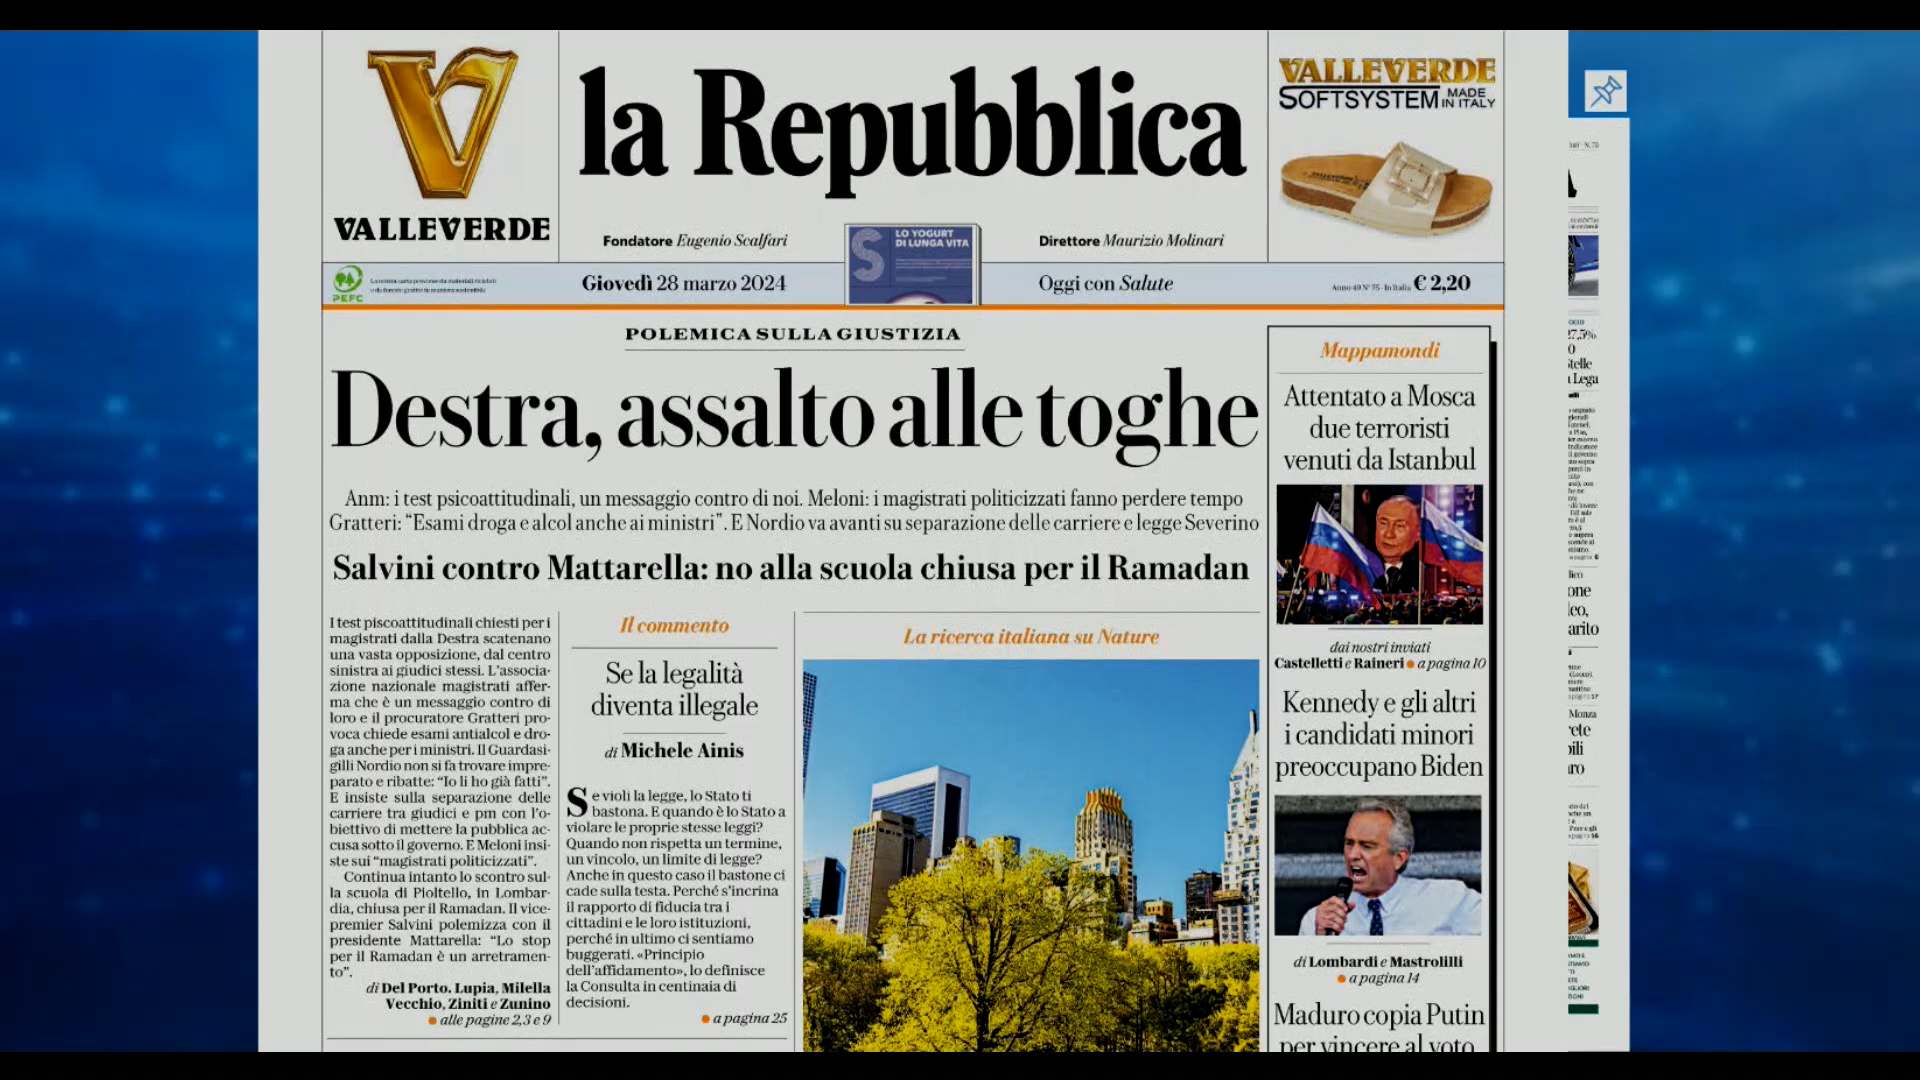 VALLEVERDE
la Repubblica
VALLEVERDE
SOFTSYSTEM MADE IN ITALY
Fondatore Eugenio Scalfari
LO YOGURT
DI LUNGA VITA
Direttore Maurizio Molinari
PEFC
Giovedì 28 marzo 2024
Oggi con Salute
Anno 49 N° 75 - In Italia € 2,20
POLEMICA SULLA GIUSTIZIA
Destra, assalto alle toghe
Anm: i test psicoattitudinali, un messaggio contro di noi. Meloni: i magistrati politicizzati fanno perdere tempo
Gratteri: “Esami droga e alcol anche ai ministri”. E Nordio va avanti su separazione delle carriere e legge Severino
Salvini contro Mattarella: no alla scuola chiusa per il Ramadan
I test piscoattitudinali chiesti per i
magistrati dalla Destra scatenano
una vasta opposizione, dal centro
sinistra ai giudici stessi. L'associa-
zione nazionale magistrati affer-
ma che è un messaggio contro di
loro e il procuratore Gratteri pro-
voca chiede esami antialcol e dro-
ga anche per i ministri. Il Guardasi-
gilli Nordio non si fa trovare impre-
parato e ribatte: “Io li ho già fatti”.
E insiste sulla separazione delle
carriere tra giudici e pm con l'o-
biettivo di mettere la pubblica ac-
cusa sotto il governo. E Meloni insi-
ste sui “magistrati politicizzati”.
Continua intanto lo scontro sul-
la scuola di Pioltello, in Lombar-
dia, chiusa per il Ramadan. Il vice-
premier Salvini polemizza con il
presidente Mattarella: “Lo stop
per il Ramadan è un arretramen-
to”.
di Del Porto, Lupia, Milella
Vecchio, Ziniti e Zunino
● alle pagine 2, 3 e 9
Il commento
Se la legalità
diventa illegale
di Michele Ainis
Se violi la legge, lo Stato ti
bastona. E quando è lo Stato a
violare le proprie stesse leggi?
Quando non rispetta un termine,
un vincolo, un limite di legge?
Anche in questo caso il bastone ci
cade sulla testa. Perché s'incrina
il rapporto di fiducia tra i
cittadini e le loro istituzioni,
perché in ultimo ci sentiamo
buggerati. «Principio
dell'affidamento», lo definisce
la Consulta in centinaia di
decisioni.
● a pagina 25
La ricerca italiana su Nature
Mappamondi
Attentato a Mosca
due terroristi
venuti da Istanbul
dai nostri inviati
Castelletti e Raineri ● a pagina 10
Kennedy e gli altri
i candidati minori
preoccupano Biden
di Lombardi e Mastrolilli
● a pagina 14
Maduro copia Putin
per vincere al voto
27,5%
Lega
Monza